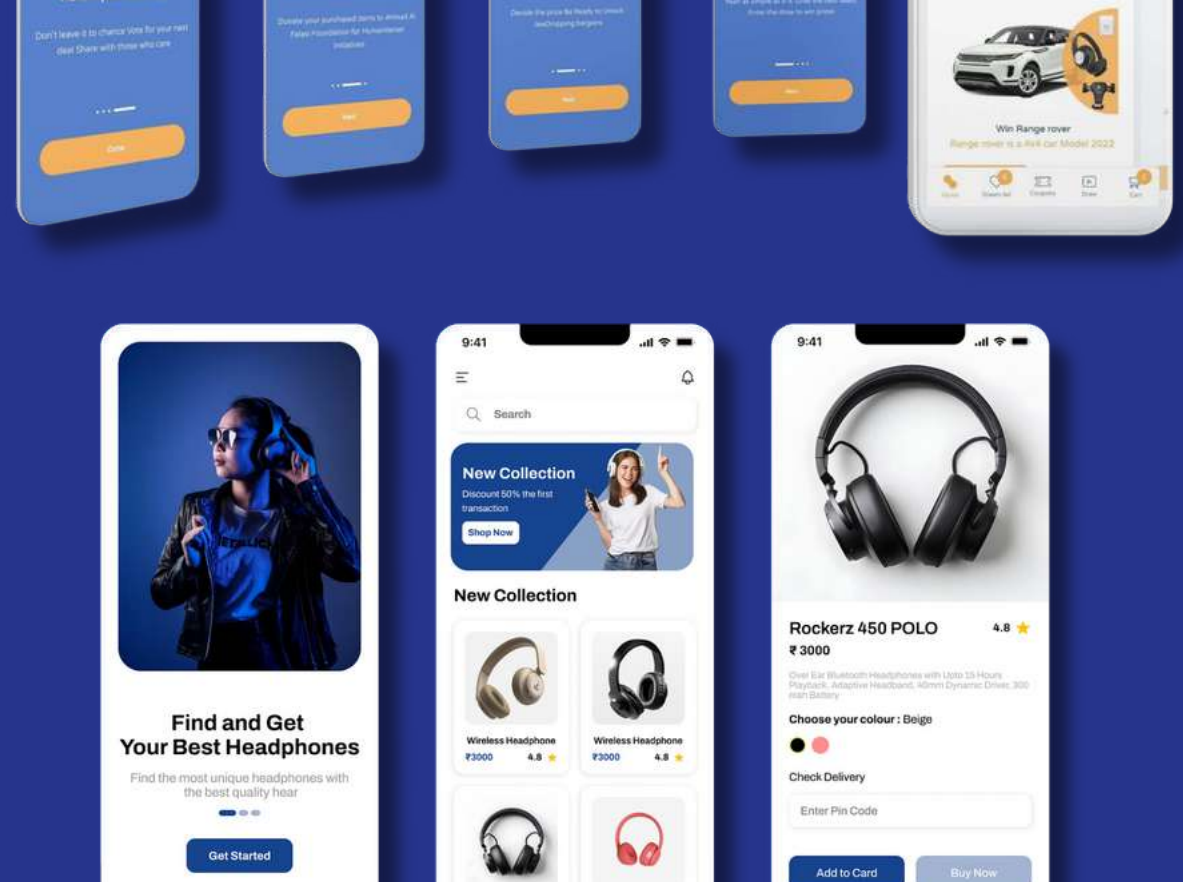 Don't leave it to chance Vote for your next
deal Share with those who care
Donate your purchased items to Ahmad Al
Falasi Foundation for Humanitarian
Initiatives
Next
Decide the price Be Ready to Unlock
Next
Win Range rover
Range rover is a 4x4 car Model 2022
Home
Coupons
Draw
Cart
Find and Get
Your Best Headphones
Find the most unique headphones with
the best quality hear
Get Started
9:41
Search
New Collection
Discount 50% the first
transaction
Shop Now
New Collection
Wireless Headphone
₹3000
4.8
Wireless Headphone
₹3000
4.8
9:41
Rockerz 450 POLO
4.8
₹ 3000
Over Ear Bluetooth Headphones with Upto 15 Hours
Playback, Adaptive Headband, 40mm Dynamic Driver, 300
mah Battery
Choose your colour : Beige
Check Delivery
Enter Pin Code
Add to Card
Buy Now